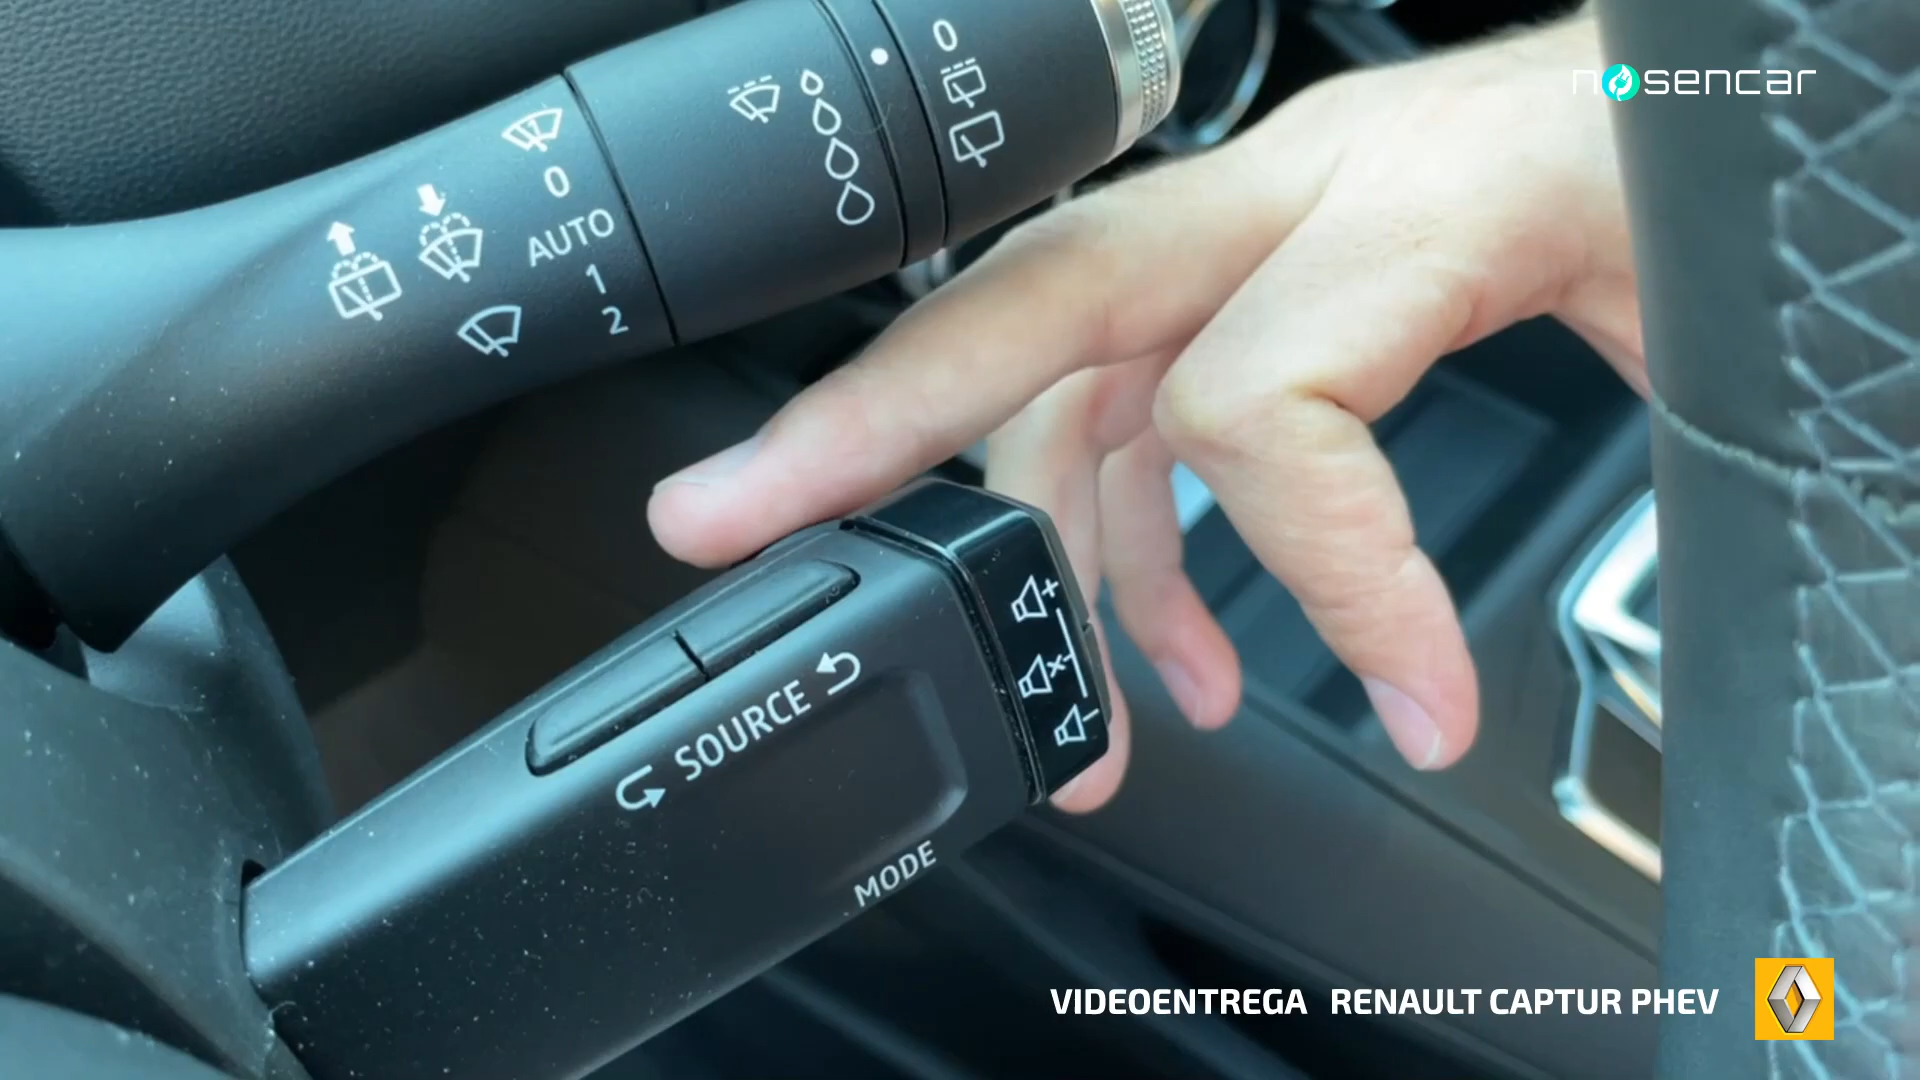 nosencar
0
0
AUTO
1
2
SOURCE
MODE
VIDEOENTREGA RENAULT CAPTUR PHEV